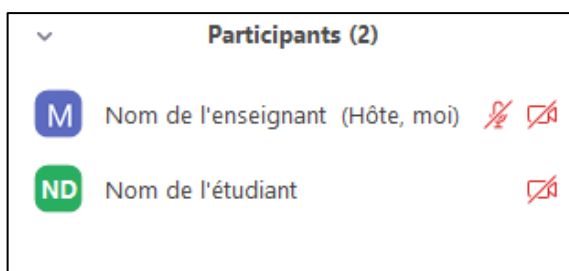 Participants (2)
M Nom de l'enseignant (Hôte, moi)
ND Nom de l'étudiant